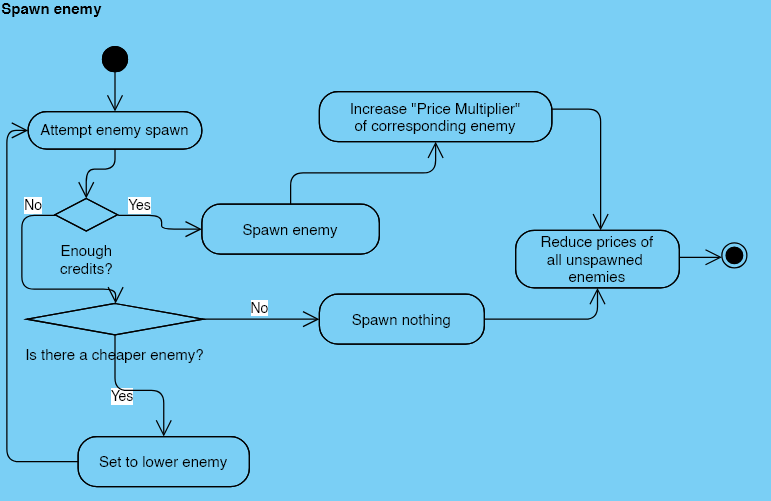 Spawn enemy
Attempt enemy spawn
Increase "Price Multiplier"
of corresponding enemy
No
Yes
Spawn enemy
Enough
credits?
Reduce prices of
all unspawned
enemies
No
Spawn nothing
Is there a cheaper enemy?
Yes
Set to lower enemy